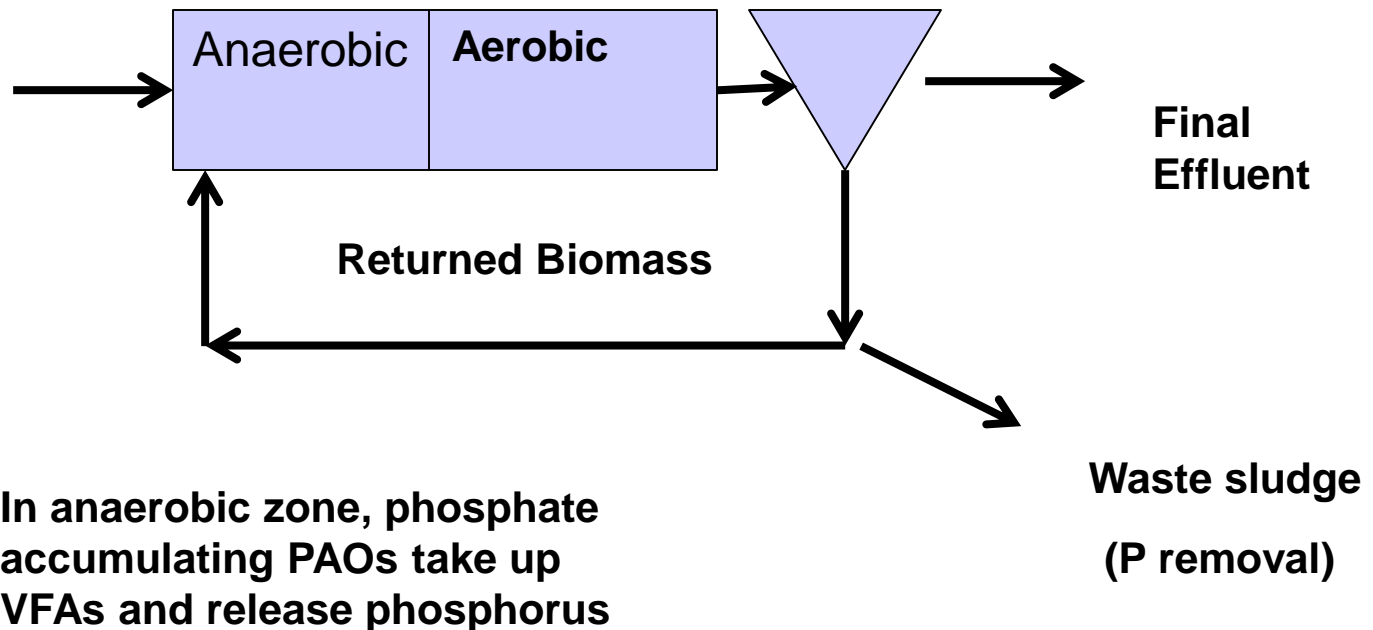 Anaerobic
Aerobic
Final
Effluent
Returned Biomass
Waste sludge
(P removal)
In anaerobic zone, phosphate
accumulating PAOs take up
VFAs and release phosphorus